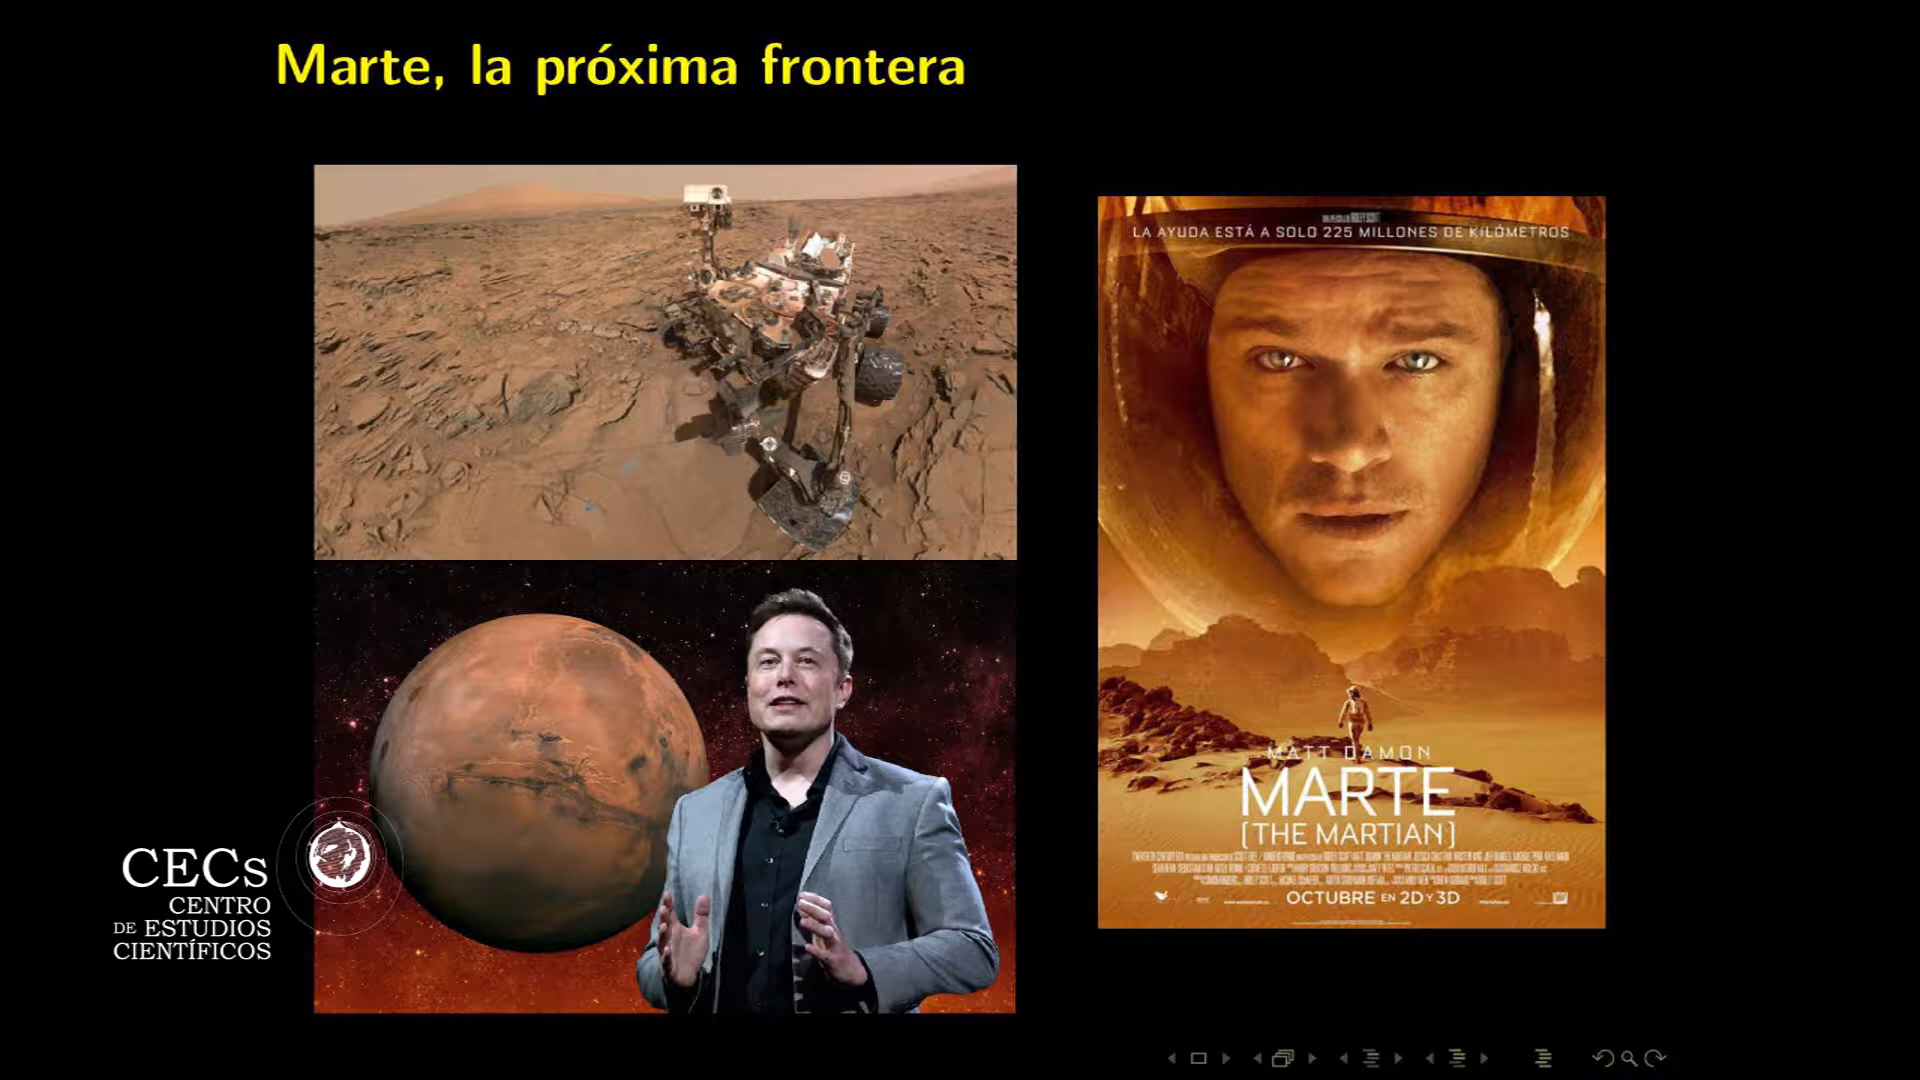 Marte, la próxima frontera
LA AYUDA ESTÁ A SOLO 225 MILLONES DE KILÓMETROS
MATT DAMON
MARTE
(THE MARTIAN)
OCTUBRE EN 2D Y 3D
CECs
CENTRO
DE ESTUDIOS
CIENTÍFICOS